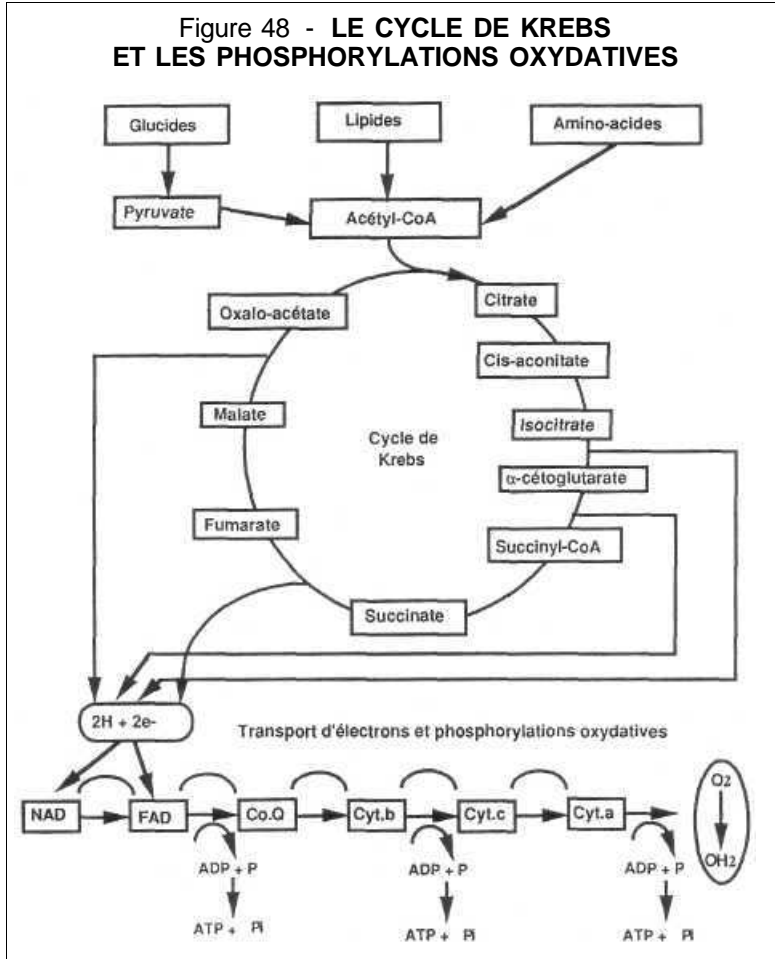 Figure 48 - LE CYCLE DE KREBS
ET LES PHOSPHORYLATIONS OXYDATIVES
Glucides
Lipides
Amino-acides
Pyruvate
Acétyl-CoA
Oxalo-acétate
Citrate
Cis-aconitate
Malate
Isocitrate
Cycle de
Krebs
α-cétoglutarate
Fumarate
Succinyl-CoA
Succinate
2H + 2e-
Transport d'électrons et phosphorylations oxydatives
NAD
FAD
Co.Q
Cyt.b
Cyt.c
Cyt.a
O2
OH2
ADP + P
ADP + P
ADP + P
ATP + Pi
ATP + Pi
ATP + Pi